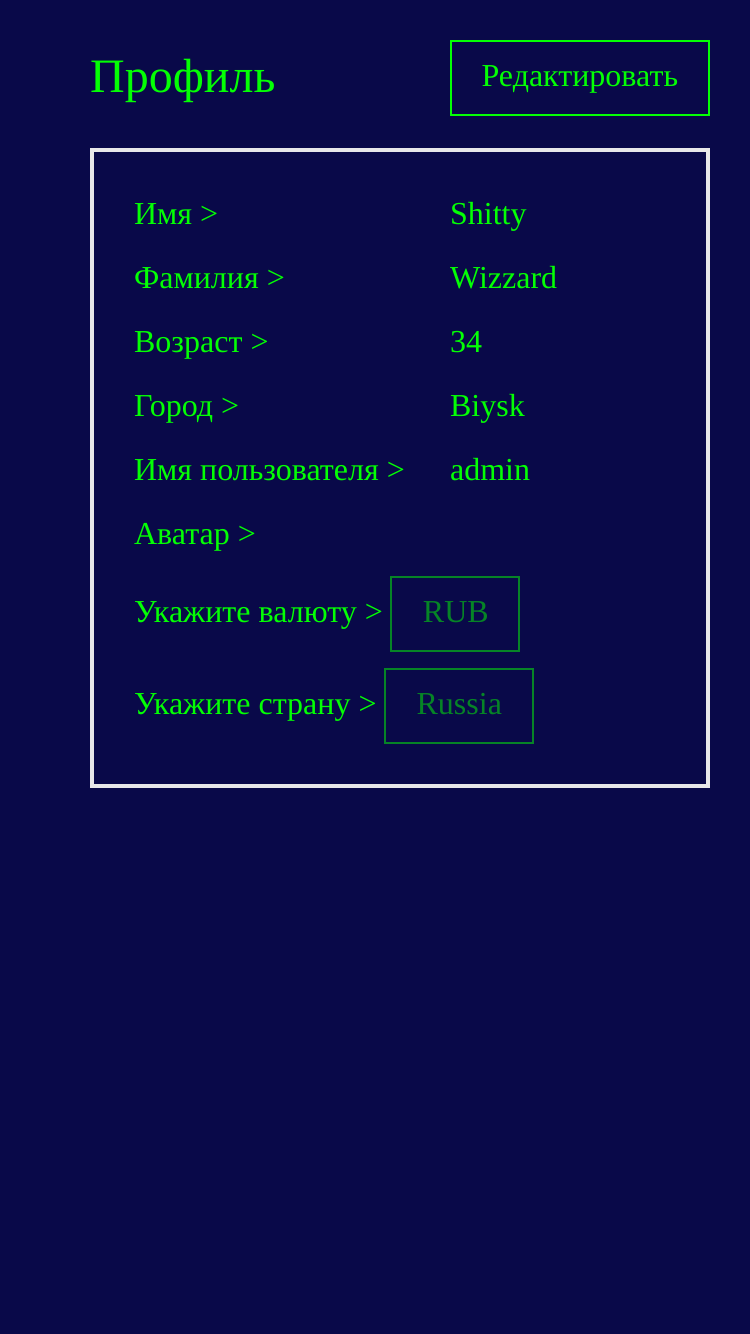 Профиль Редактировать
Имя > Shitty
Фамилия > Wizzard
Возраст > 34
Город > Biysk
Имя пользователя > admin
Аватар >
Укажите валюту > RUB
Укажите страну > Russia